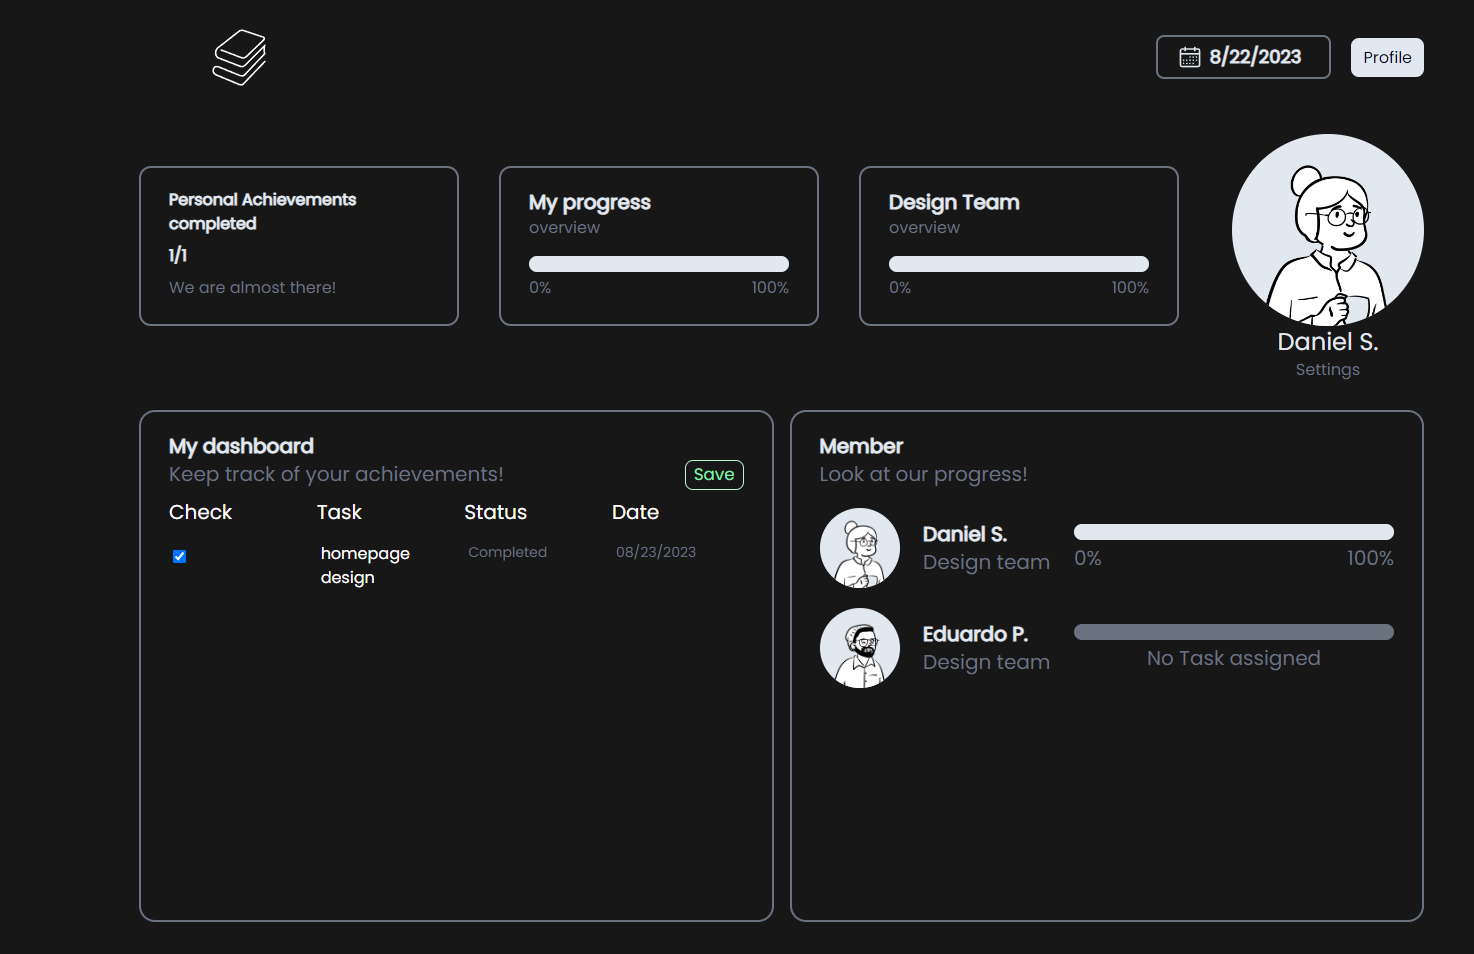 8/22/2023
Profile
Personal Achievements
completed
1/1
We are almost there!
My progress
overview
0% 100%
Design Team
overview
0% 100%
Daniel S.
Settings
My dashboard
Keep track of your achievements!
Save
Check Task Status Date
homepage
design
Completed
08/23/2023
Member
Look at our progress!
Daniel S.
Design team
0% 100%
Eduardo P.
Design team
No Task assigned